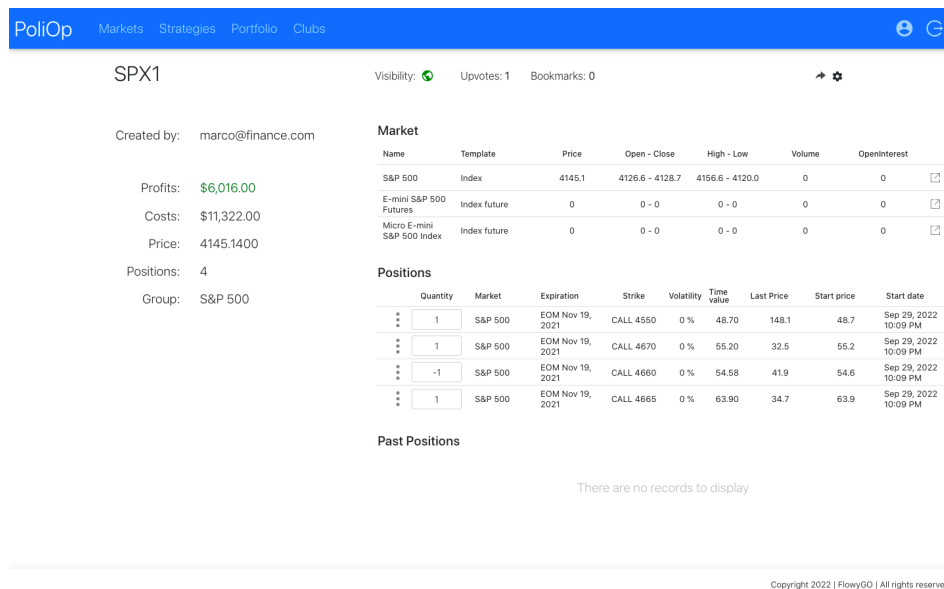 PoliOp Markets Strategies Portfolio Clubs
SPX1
Visibility: Upvotes: 1 Bookmarks: 0
Created by: marco@finance.com
Profits: $6,016.00
Costs: $11,322.00
Price: 4145.1400
Positions: 4
Group: S&P 500
Market
Name Template Price Open - Close High - Low Volume OpenInterest
S&P 500 Index 4145.1 4126.6 - 4128.7 4156.6 - 4120.0 0 0
E-mini S&P 500
Futures Index future 0 0 - 0 0 - 0 0 0
Micro E-mini
S&P 500 Index Index future 0 0 - 0 0 - 0 0 0
Positions
Quantity Market Expiration Strike Volatility Time
value Last Price Start price Start date
1 S&P 500 EOM Nov 19,
2021 CALL 4550 0 % 48.70 148.1 48.7 Sep 29, 2022
10:09 PM
1 S&P 500 EOM Nov 19,
2021 CALL 4670 0 % 55.20 32.5 55.2 Sep 29, 2022
10:09 PM
-1 S&P 500 EOM Nov 19,
2021 CALL 4660 0 % 54.58 41.9 54.6 Sep 29, 2022
10:09 PM
1 S&P 500 EOM Nov 19,
2021 CALL 4665 0 % 63.90 34.7 63.9 Sep 29, 2022
10:09 PM
Past Positions
There are no records to display
Copyright 2022 | FlowyGO | All rights reserve